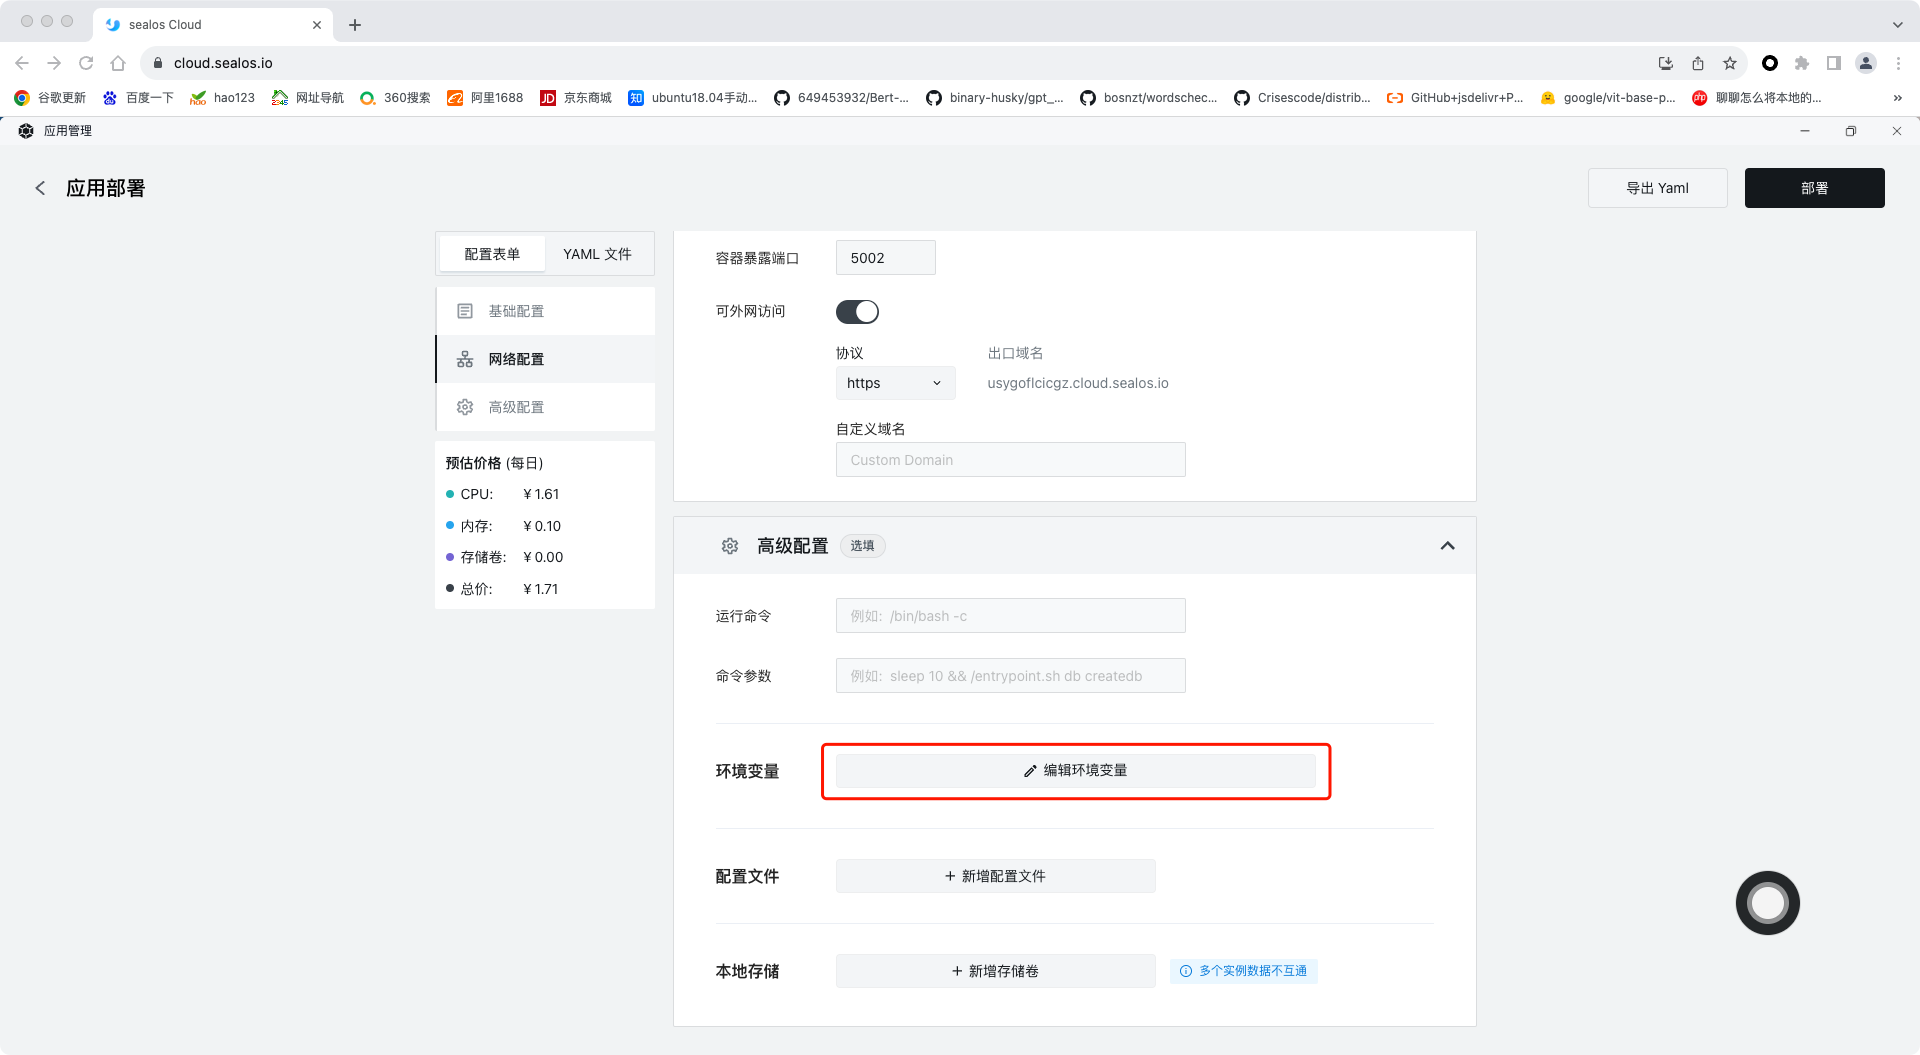 sealos Cloud
cloud.sealos.io
谷歌更新 百度一下 hao123 网址导航 360搜索 阿里1688 京东商城 ubuntu18.04手动... 649453932/Bert-... binary-husky/gpt_... bosnzt/wordschec... Crisescode/distrib... GitHub+jsdelivr+P... google/vit-base-p... 聊聊怎么将本地的...
应用管理
应用部署
导出 Yaml
部署
配置表单
YAML 文件
基础配置
网络配置
高级配置
预估价格 (每日)
CPU: ¥1.61
内存: ¥0.10
存储卷: ¥0.00
总价: ¥1.71
容器暴露端口 5002
可外网访问
协议 出口域名
https usygoflcicgz.cloud.sealos.io
自定义域名
Custom Domain
高级配置 选填
运行命令 例如: /bin/bash -c
命令参数 例如: sleep 10 && /entrypoint.sh db createdb
环境变量 编辑环境变量
配置文件 + 新增配置文件
本地存储 + 新增存储卷 多个实例数据不互通